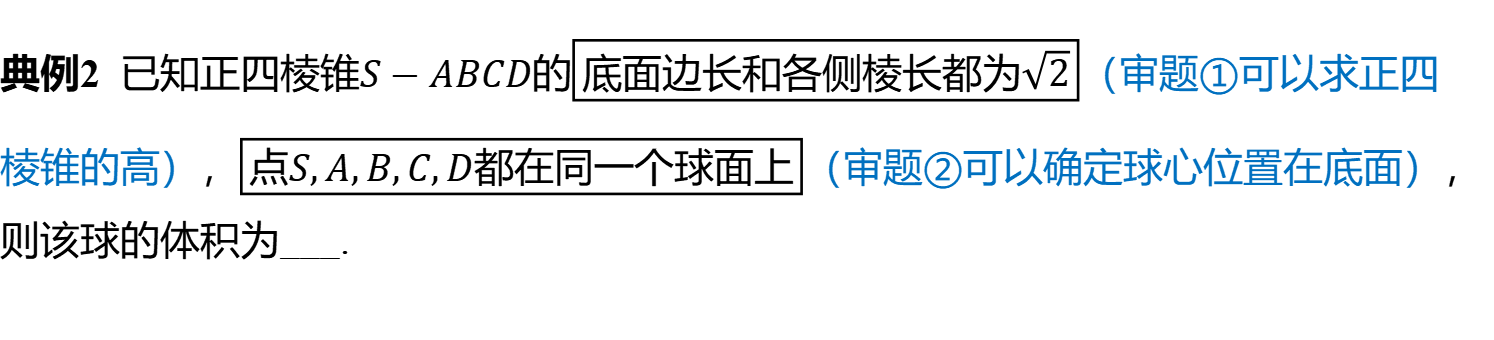 典例2 已知正四棱锥S − ABCD的底面边长和各侧棱长都为√2（审题①可以求正四
棱锥的高），点S, A, B, C, D都在同一个球面上（审题②可以确定球心位置在底面），
则该球的体积为___.